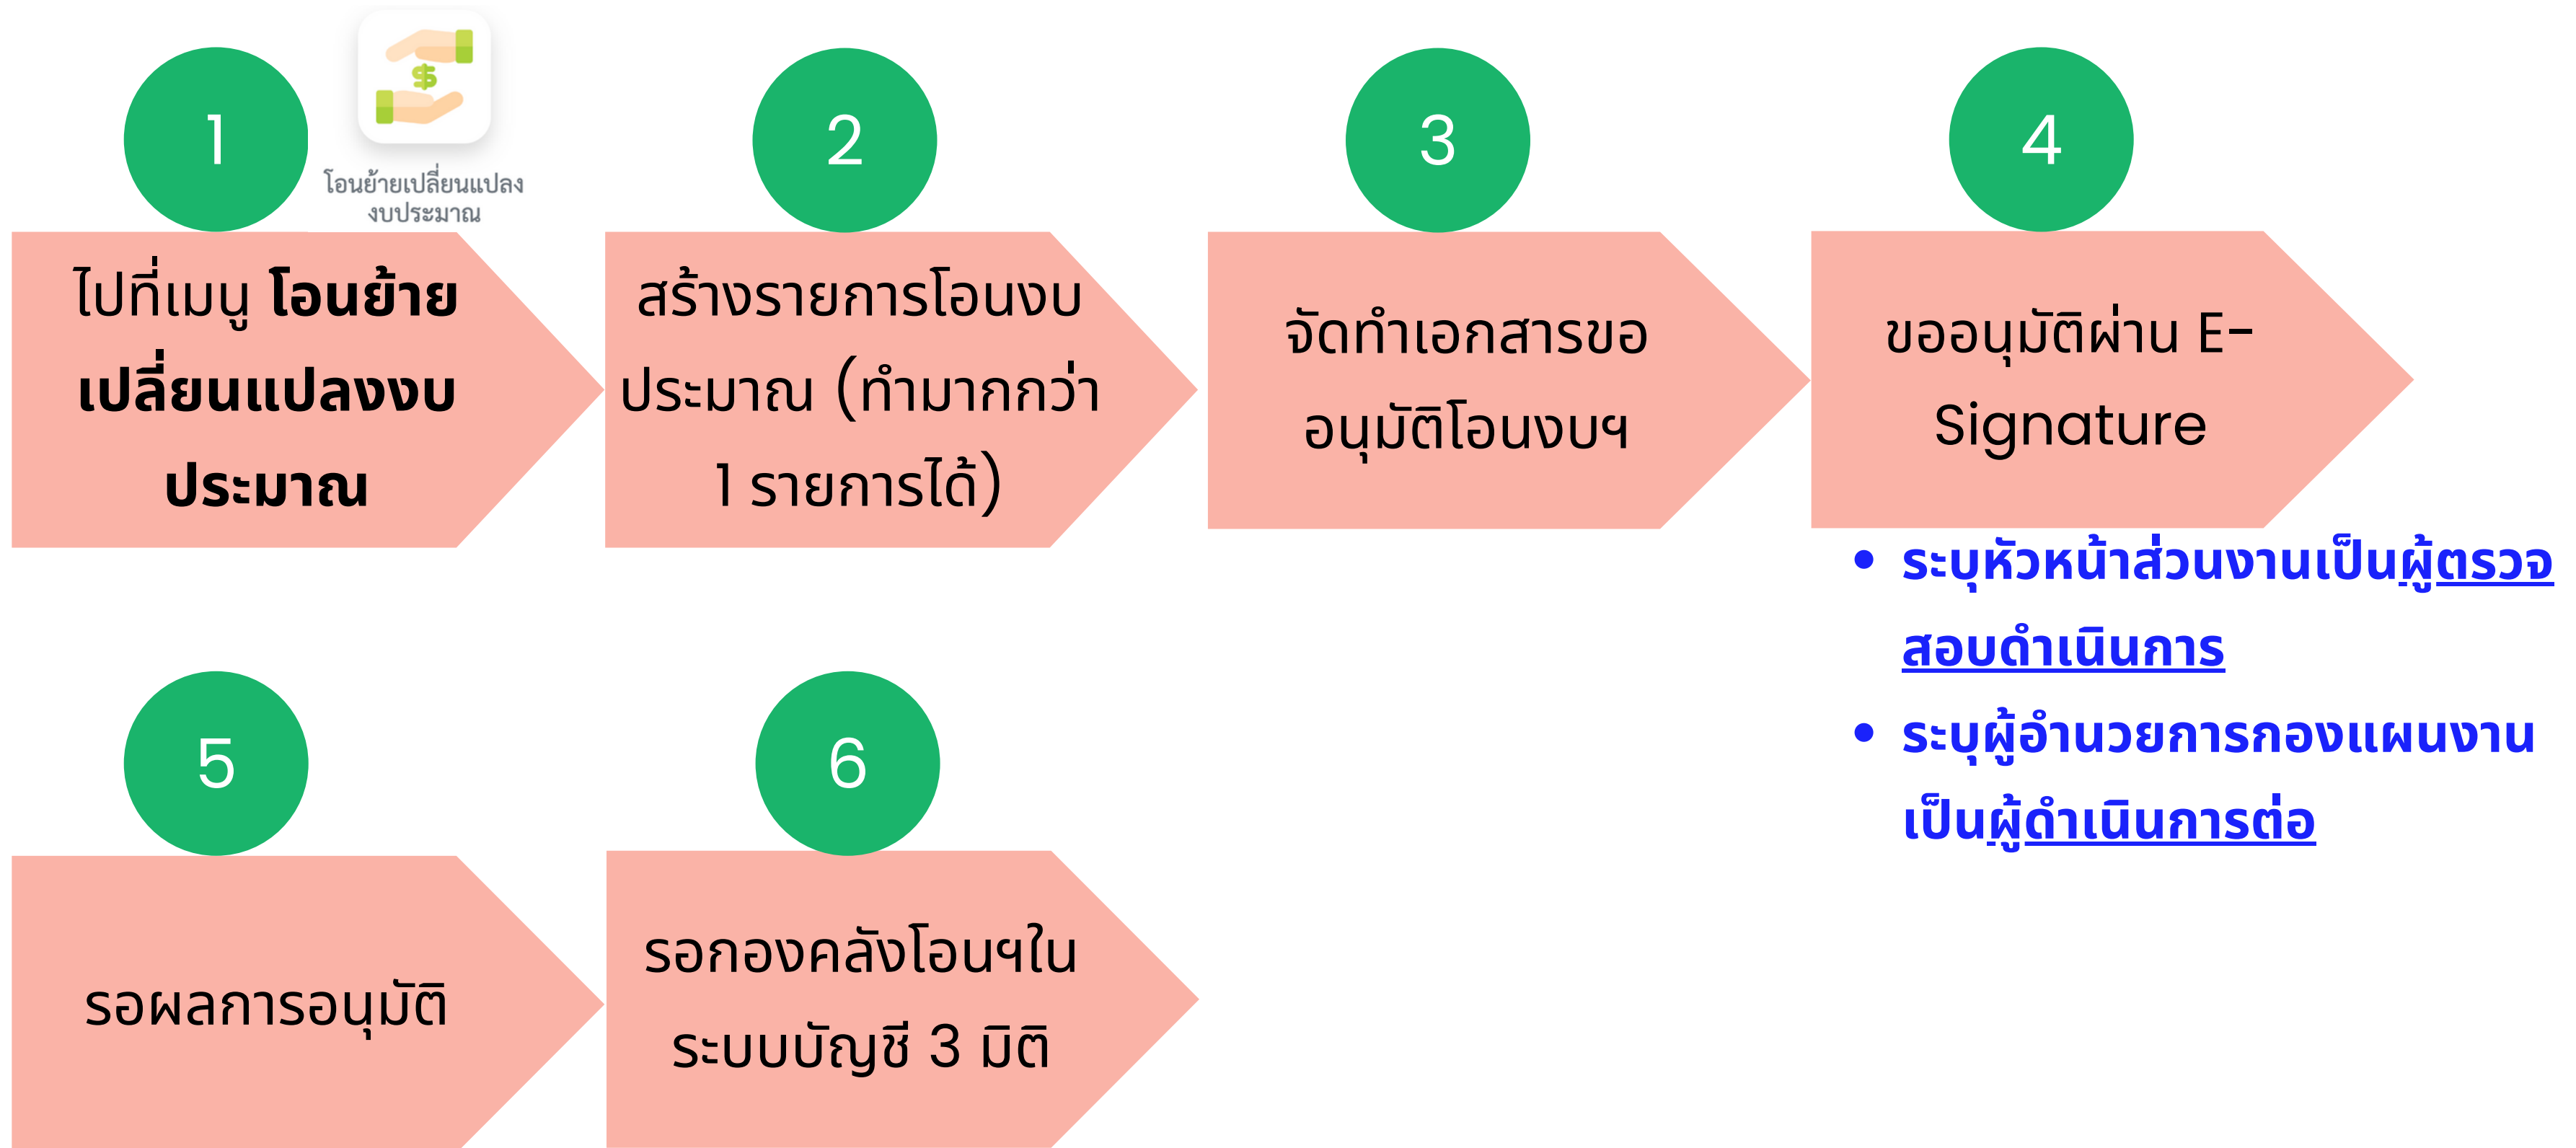 1
$
โอนย้ายเปลี่ยนแปลง
งบประมาณ
ไปที่เมนู โอนย้าย
เปลี่ยนแปลงงบ
ประมาณ
2
สร้างรายการโอนงบ
ประมาณ (ทำมากกว่า
1 รายการได้)
3
จัดทำเอกสารขอ
อนุมัติโอนงบฯ
4
ขออนุมัติผ่าน E-
Signature
• ระบุหัวหน้าส่วนงานเป็นผู้ตรวจ
สอบดำเนินการ
• ระบุผู้อำนวยการกองแผนงาน
เป็นผู้ดำเนินการต่อ
5
รอผลการอนุมัติ
6
รอกองคลังโอนฯใน
ระบบบัญชี 3 มิติ